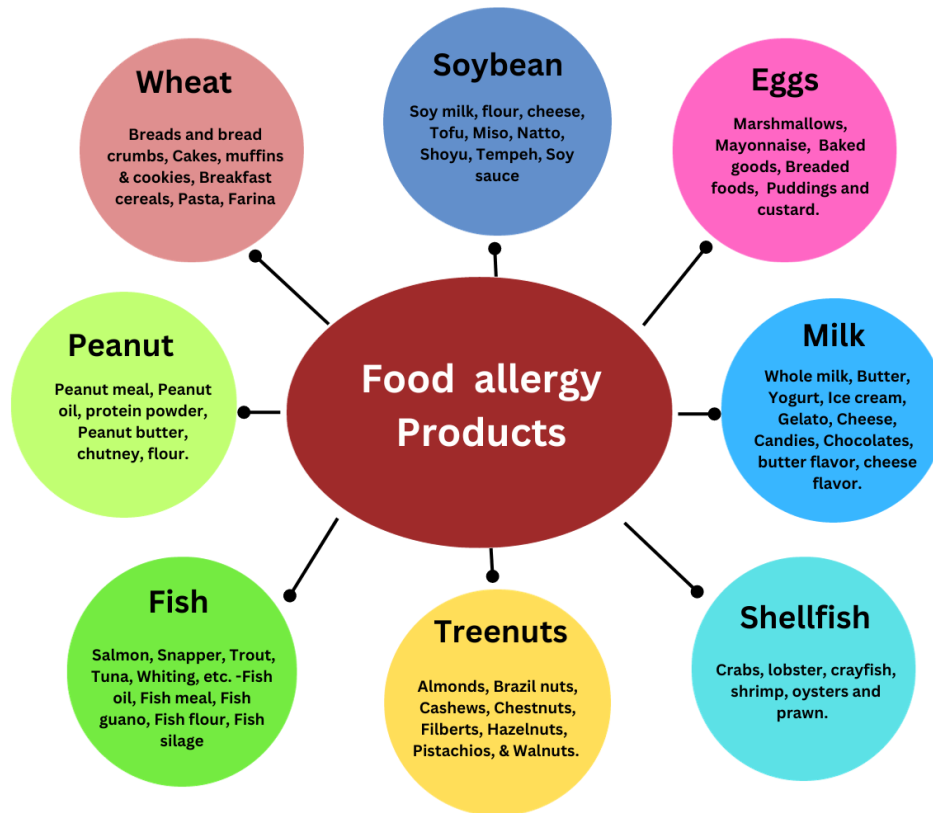 Wheat
Breads and bread
crumbs, Cakes, muffins
& cookies, Breakfast
cereals, Pasta, Farina
Soybean
Soy milk, flour, cheese,
Tofu, Miso, Natto,
Shoyu, Tempeh, Soy
sauce
Eggs
Marshmallows,
Mayonnaise, Baked
goods, Breaded
foods, Puddings and
custard.
Peanut
Peanut meal, Peanut
oil, protein powder,
Peanut butter,
chutney, flour.
Food allergy
Products
Milk
Whole milk, Butter,
Yogurt, Ice cream,
Gelato, Cheese,
Candies, Chocolates,
butter flavor, cheese
flavor.
Fish
Salmon, Snapper, Trout,
Tuna, Whiting, etc. -Fish
oil, Fish meal, Fish
guano, Fish flour, Fish
silage
Treenuts
Almonds, Brazil nuts,
Cashews, Chestnuts,
Filberts, Hazelnuts,
Pistachios, & Walnuts.
Shellfish
Crabs, lobster, crayfish,
shrimp, oysters and
prawn.